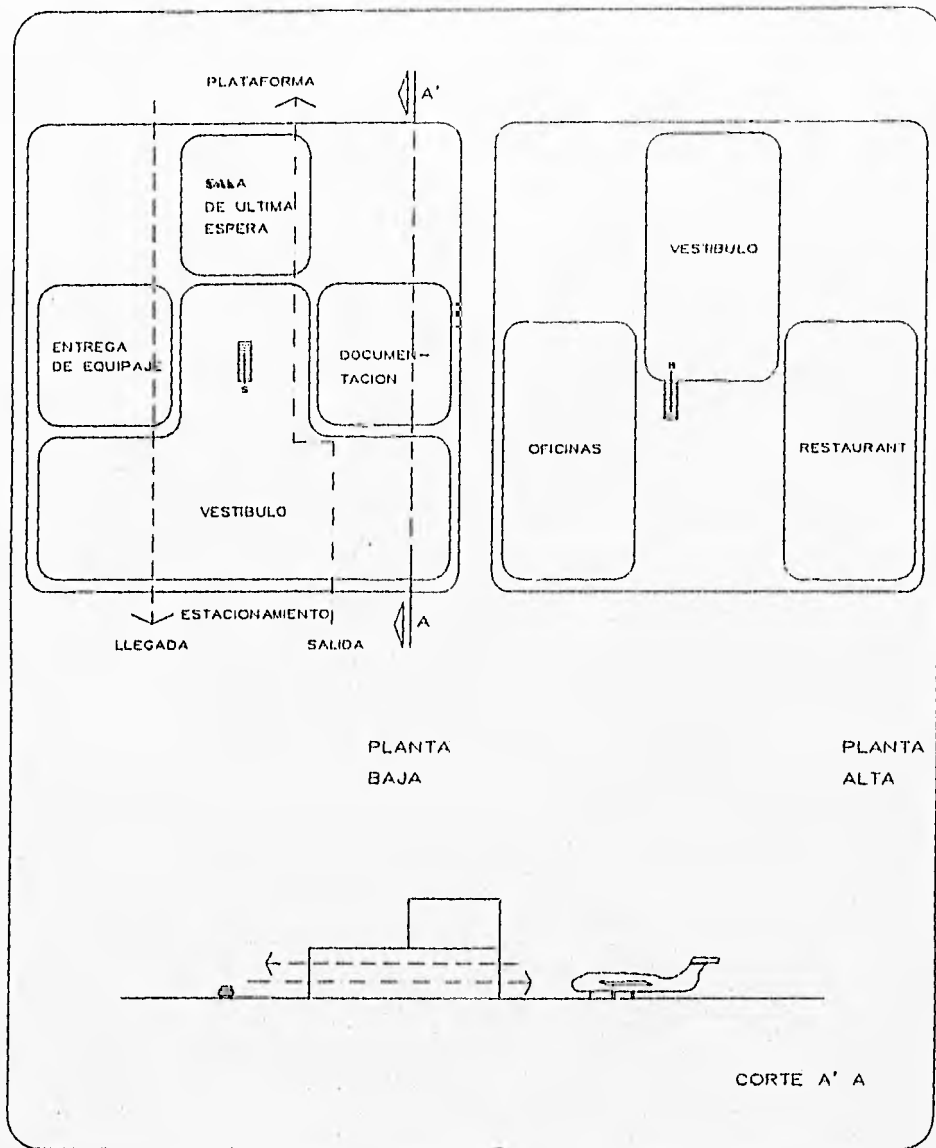 PLATAFORMA
A'
SALA
DE ULTIMA
ESPERA
ENTREGA
DE EQUIPAJE
S
DOCUMEN-
TACION
VESTIBULO
ESTACIONAMIENTO
A
LLEGADA
SALIDA
VESTIBULO
OFICINAS
RESTAURANT
PLANTA
BAJA
PLANTA
ALTA
CORTE A' A